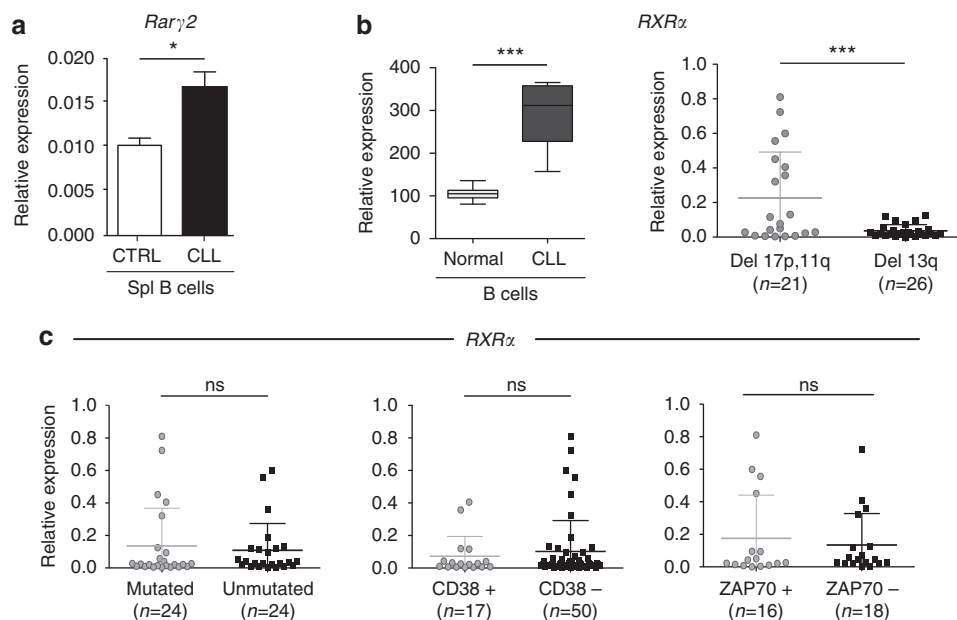 a
Rarγ2
*
Relative expression
0.020
0.015
0.010
0.005
0.000
CTRL CLL
Spl B cells
b
RXRα
***
Relative expression
400
300
200
100
0
Normal CLL
B cells
***
Relative expression
1.0
0.8
0.6
0.4
0.2
0.0
Del 17p,11q Del 13q
(n=21) (n=26)
c
RXRα
ns
Relative expression
1.0
0.8
0.6
0.4
0.2
0.0
Mutated Unmutated
(n=24) (n=24)
ns
1.0
0.8
0.6
0.4
0.2
0.0
CD38 + CD38 –
(n=17) (n=50)
ns
1.0
0.8
0.6
0.4
0.2
0.0
ZAP70 + ZAP70 –
(n=16) (n=18)